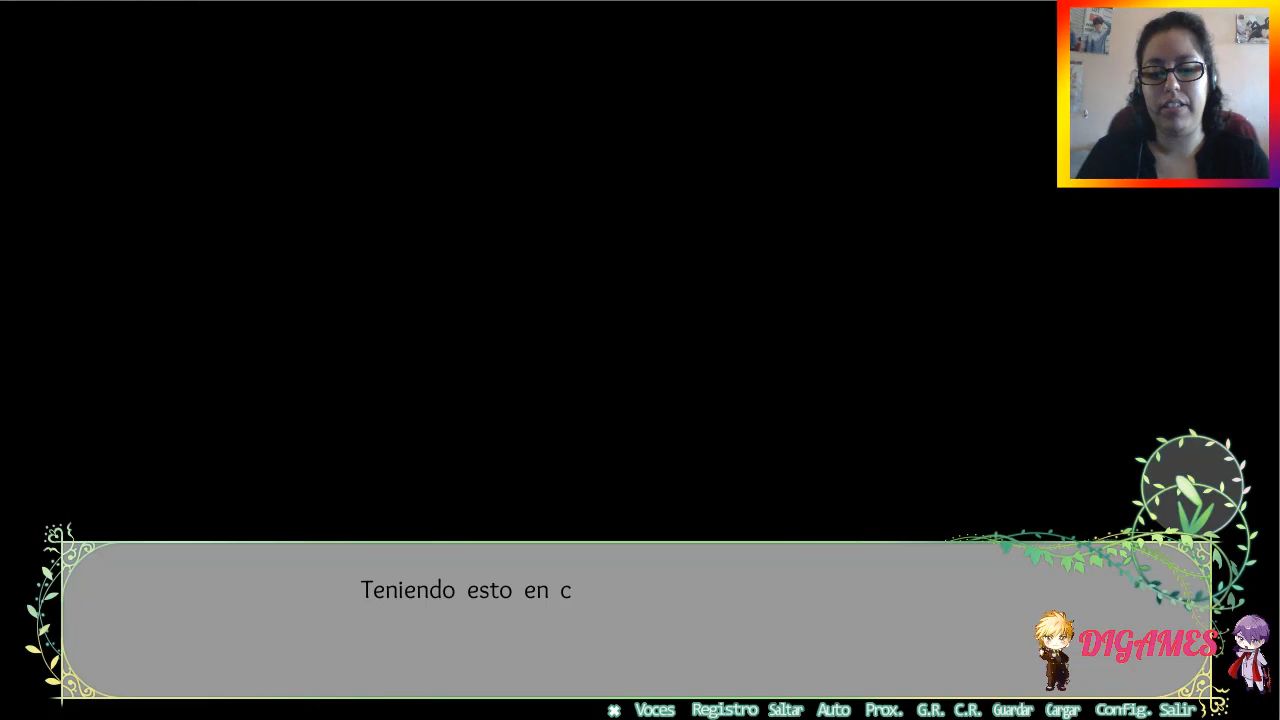 Teniendo esto en c
DIGAMES
✖ Voces Registro Saltar Auto Prox. G.R. C.R. Guardar Cargar Config. Salir